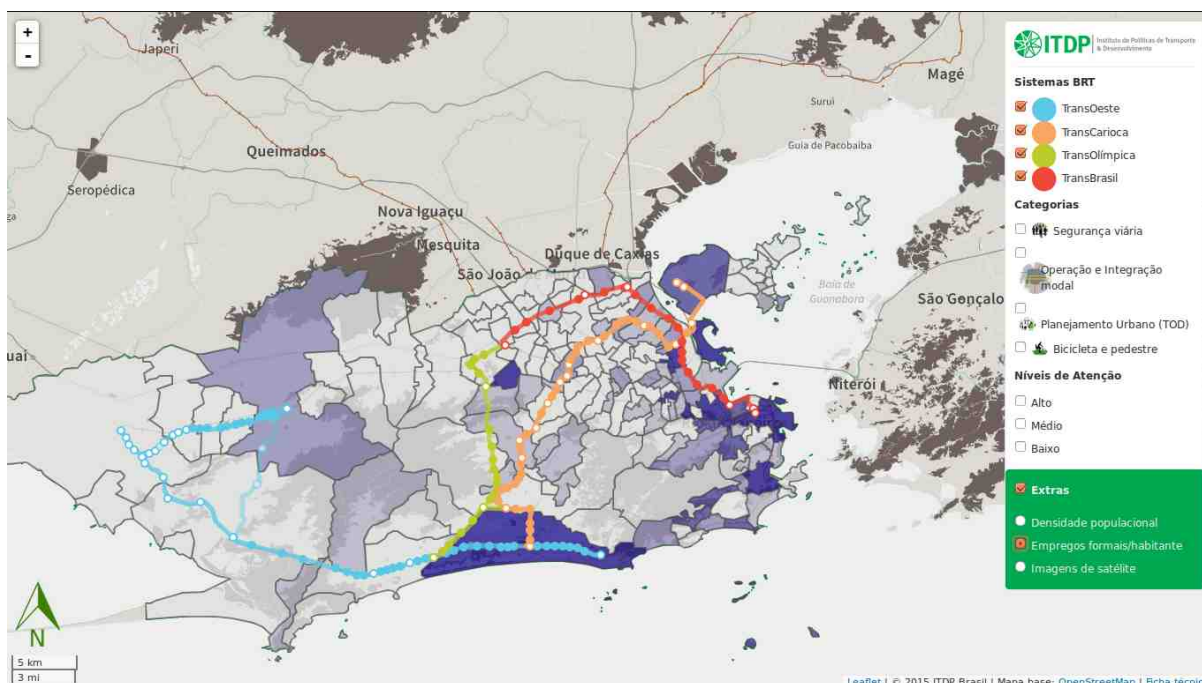 +
-
Japeri
Magé
Suruí
Guia de Pacobaíba
Queimados
Seropédica
Nova Iguaçu
Mesquita
Duque de Caxias
São João d
Baía de
Guanabara
São Gonçalo
uaí
Niterói
N
5 km
3 mi
ITDP
Instituto de Políticas de Transporte
& Desenvolvimento
Sistemas BRT
TransOeste
TransCarioca
TransOlímpica
TransBrasil
Categorias
Segurança viária
Operação e Integração
modal
Planejamento Urbano (TOD)
Bicicleta e pedestre
Níveis de Atenção
Alto
Médio
Baixo
Extras
Densidade populacional
Empregos formais/habitante
Imagens de satélite
Leaflet | © 2015 ITDP Brasil | Mapa base: OpenStreetMap | Ficha técnic